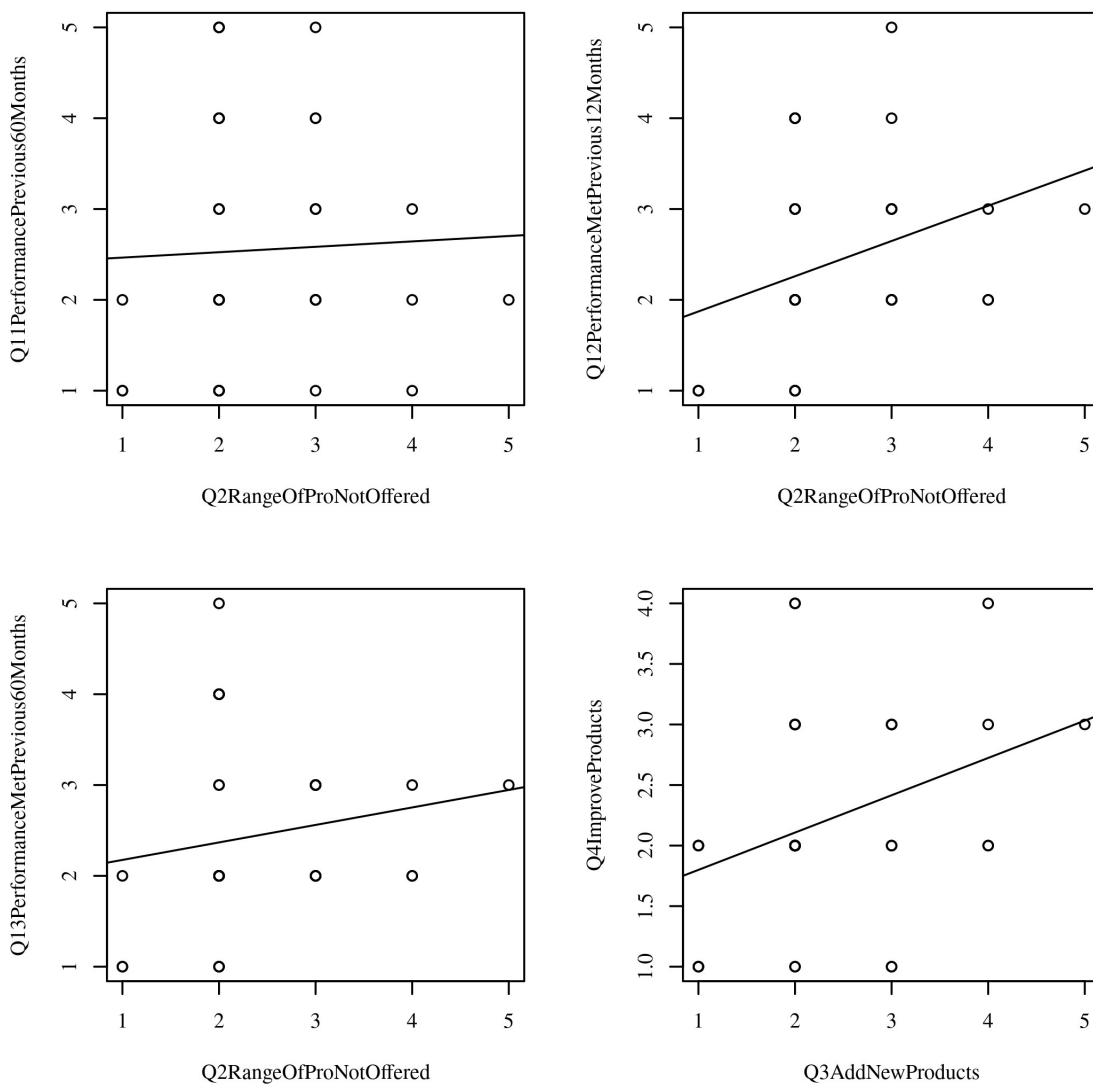 Q11PerformancePrevious60Months
5
4
3
2
1
1 2 3 4 5
Q2RangeOfProNotOffered
Q12PerformanceMetPrevious12Months
5
4
3
2
1
1 2 3 4 5
Q2RangeOfProNotOffered
Q13PerformanceMetPrevious60Months
5
4
3
2
1
1 2 3 4 5
Q2RangeOfProNotOffered
Q4ImproveProducts
4.0
3.5
3.0
2.5
2.0
1.5
1.0
1 2 3 4 5
Q3AddNewProducts